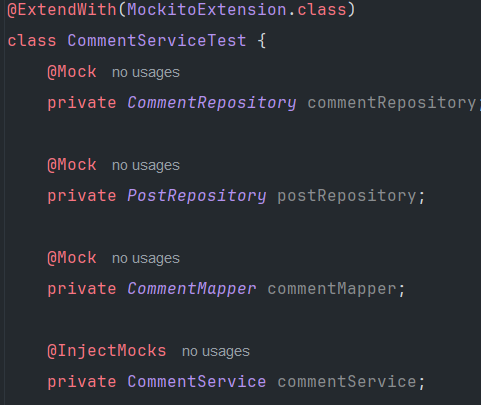 @ExtendWith(MockitoExtension.class)
class CommentServiceTest {
@Mock no usages
private CommentRepository commentRepository;
@Mock no usages
private PostRepository postRepository;
@Mock no usages
private CommentMapper commentMapper;
@InjectMocks no usages
private CommentService commentService;